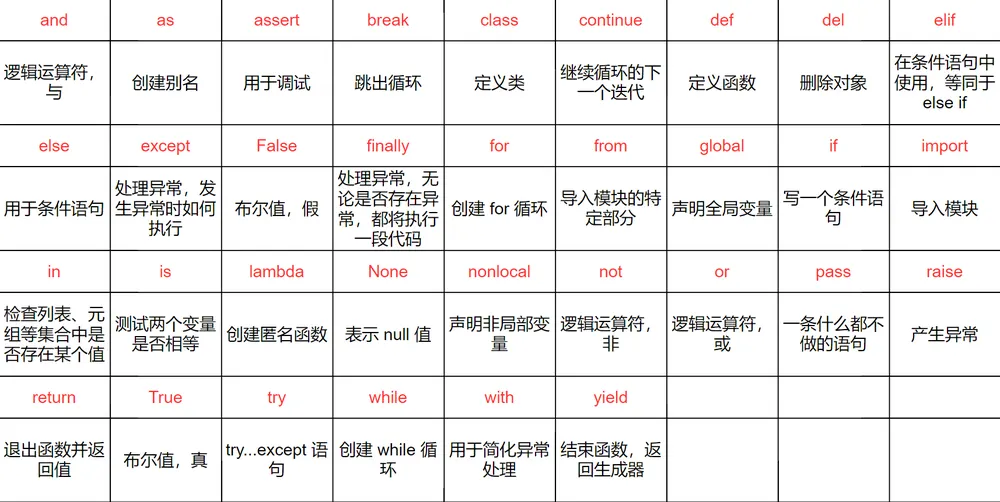 and as assert break class continue def del elif
逻辑运算符，与
创建别名
用于调试
跳出循环
定义类
继续循环的下一个迭代
定义函数
删除对象
在条件语句中使用，等同于 else if
else except False finally for from global if import
用于条件语句
处理异常，发生异常时如何执行
布尔值，假
处理异常，无论是否存在异常，都将执行一段代码
创建 for 循环
导入模块的特定部分
声明全局变量
写一个条件语句
导入模块
in is lambda None nonlocal not or pass raise
检查列表、元组等集合中是否存在某个值
测试两个变量是否相等
创建匿名函数
表示 null 值
声明非局部变量
逻辑运算符，非
逻辑运算符，或
一条什么都不做的语句
产生异常
return True try while with yield
退出函数并返回值
布尔值，真
try...except 语句
创建 while 循环
用于简化异常处理
结束函数，返回生成器